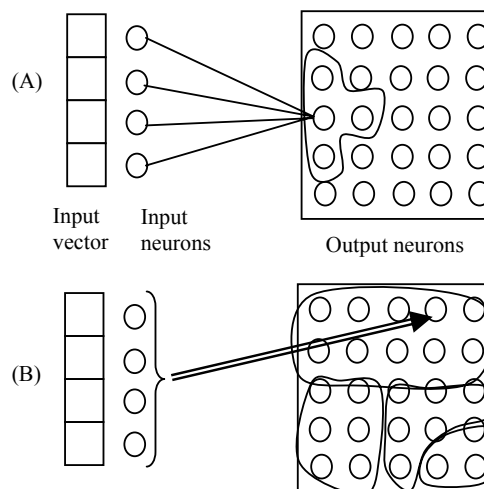 (A)
Input
vector
Input
neurons
Output neurons
(B)